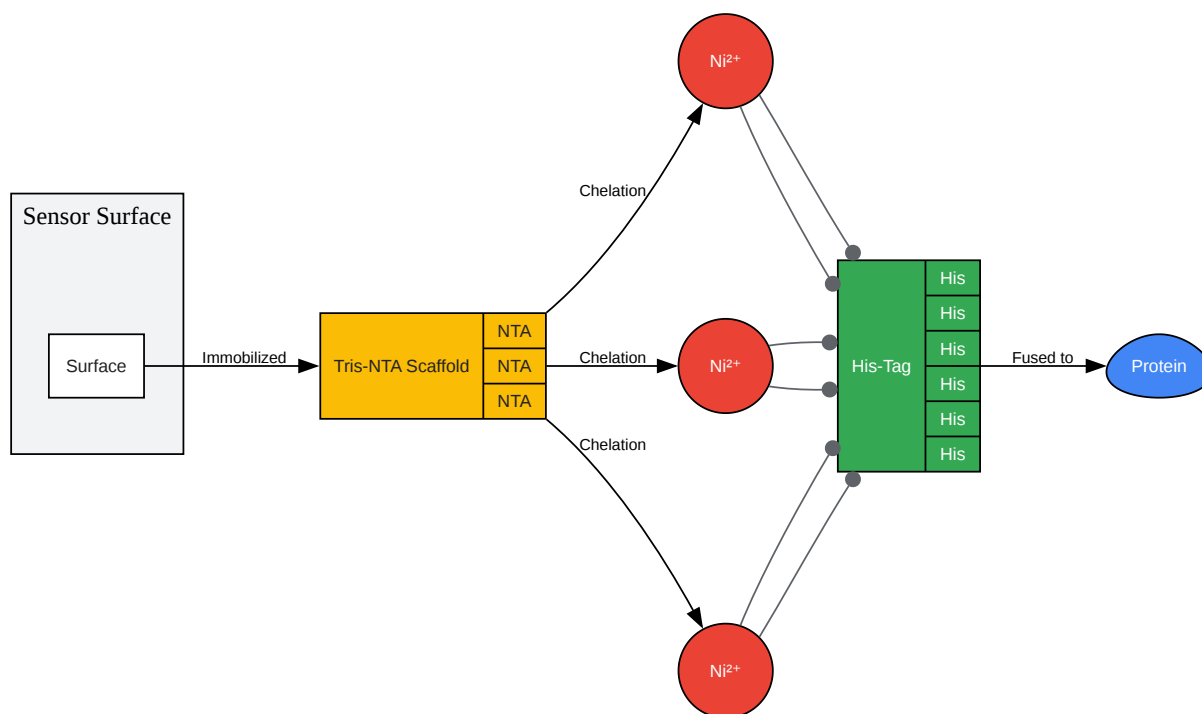 Sensor Surface
Surface
Immobilized
Tris-NTA Scaffold
NTA
NTA
NTA
Chelation
Chelation
Chelation
Ni²⁺
Ni²⁺
Ni²⁺
His-Tag
His
His
His
His
His
His
Fused to
Protein